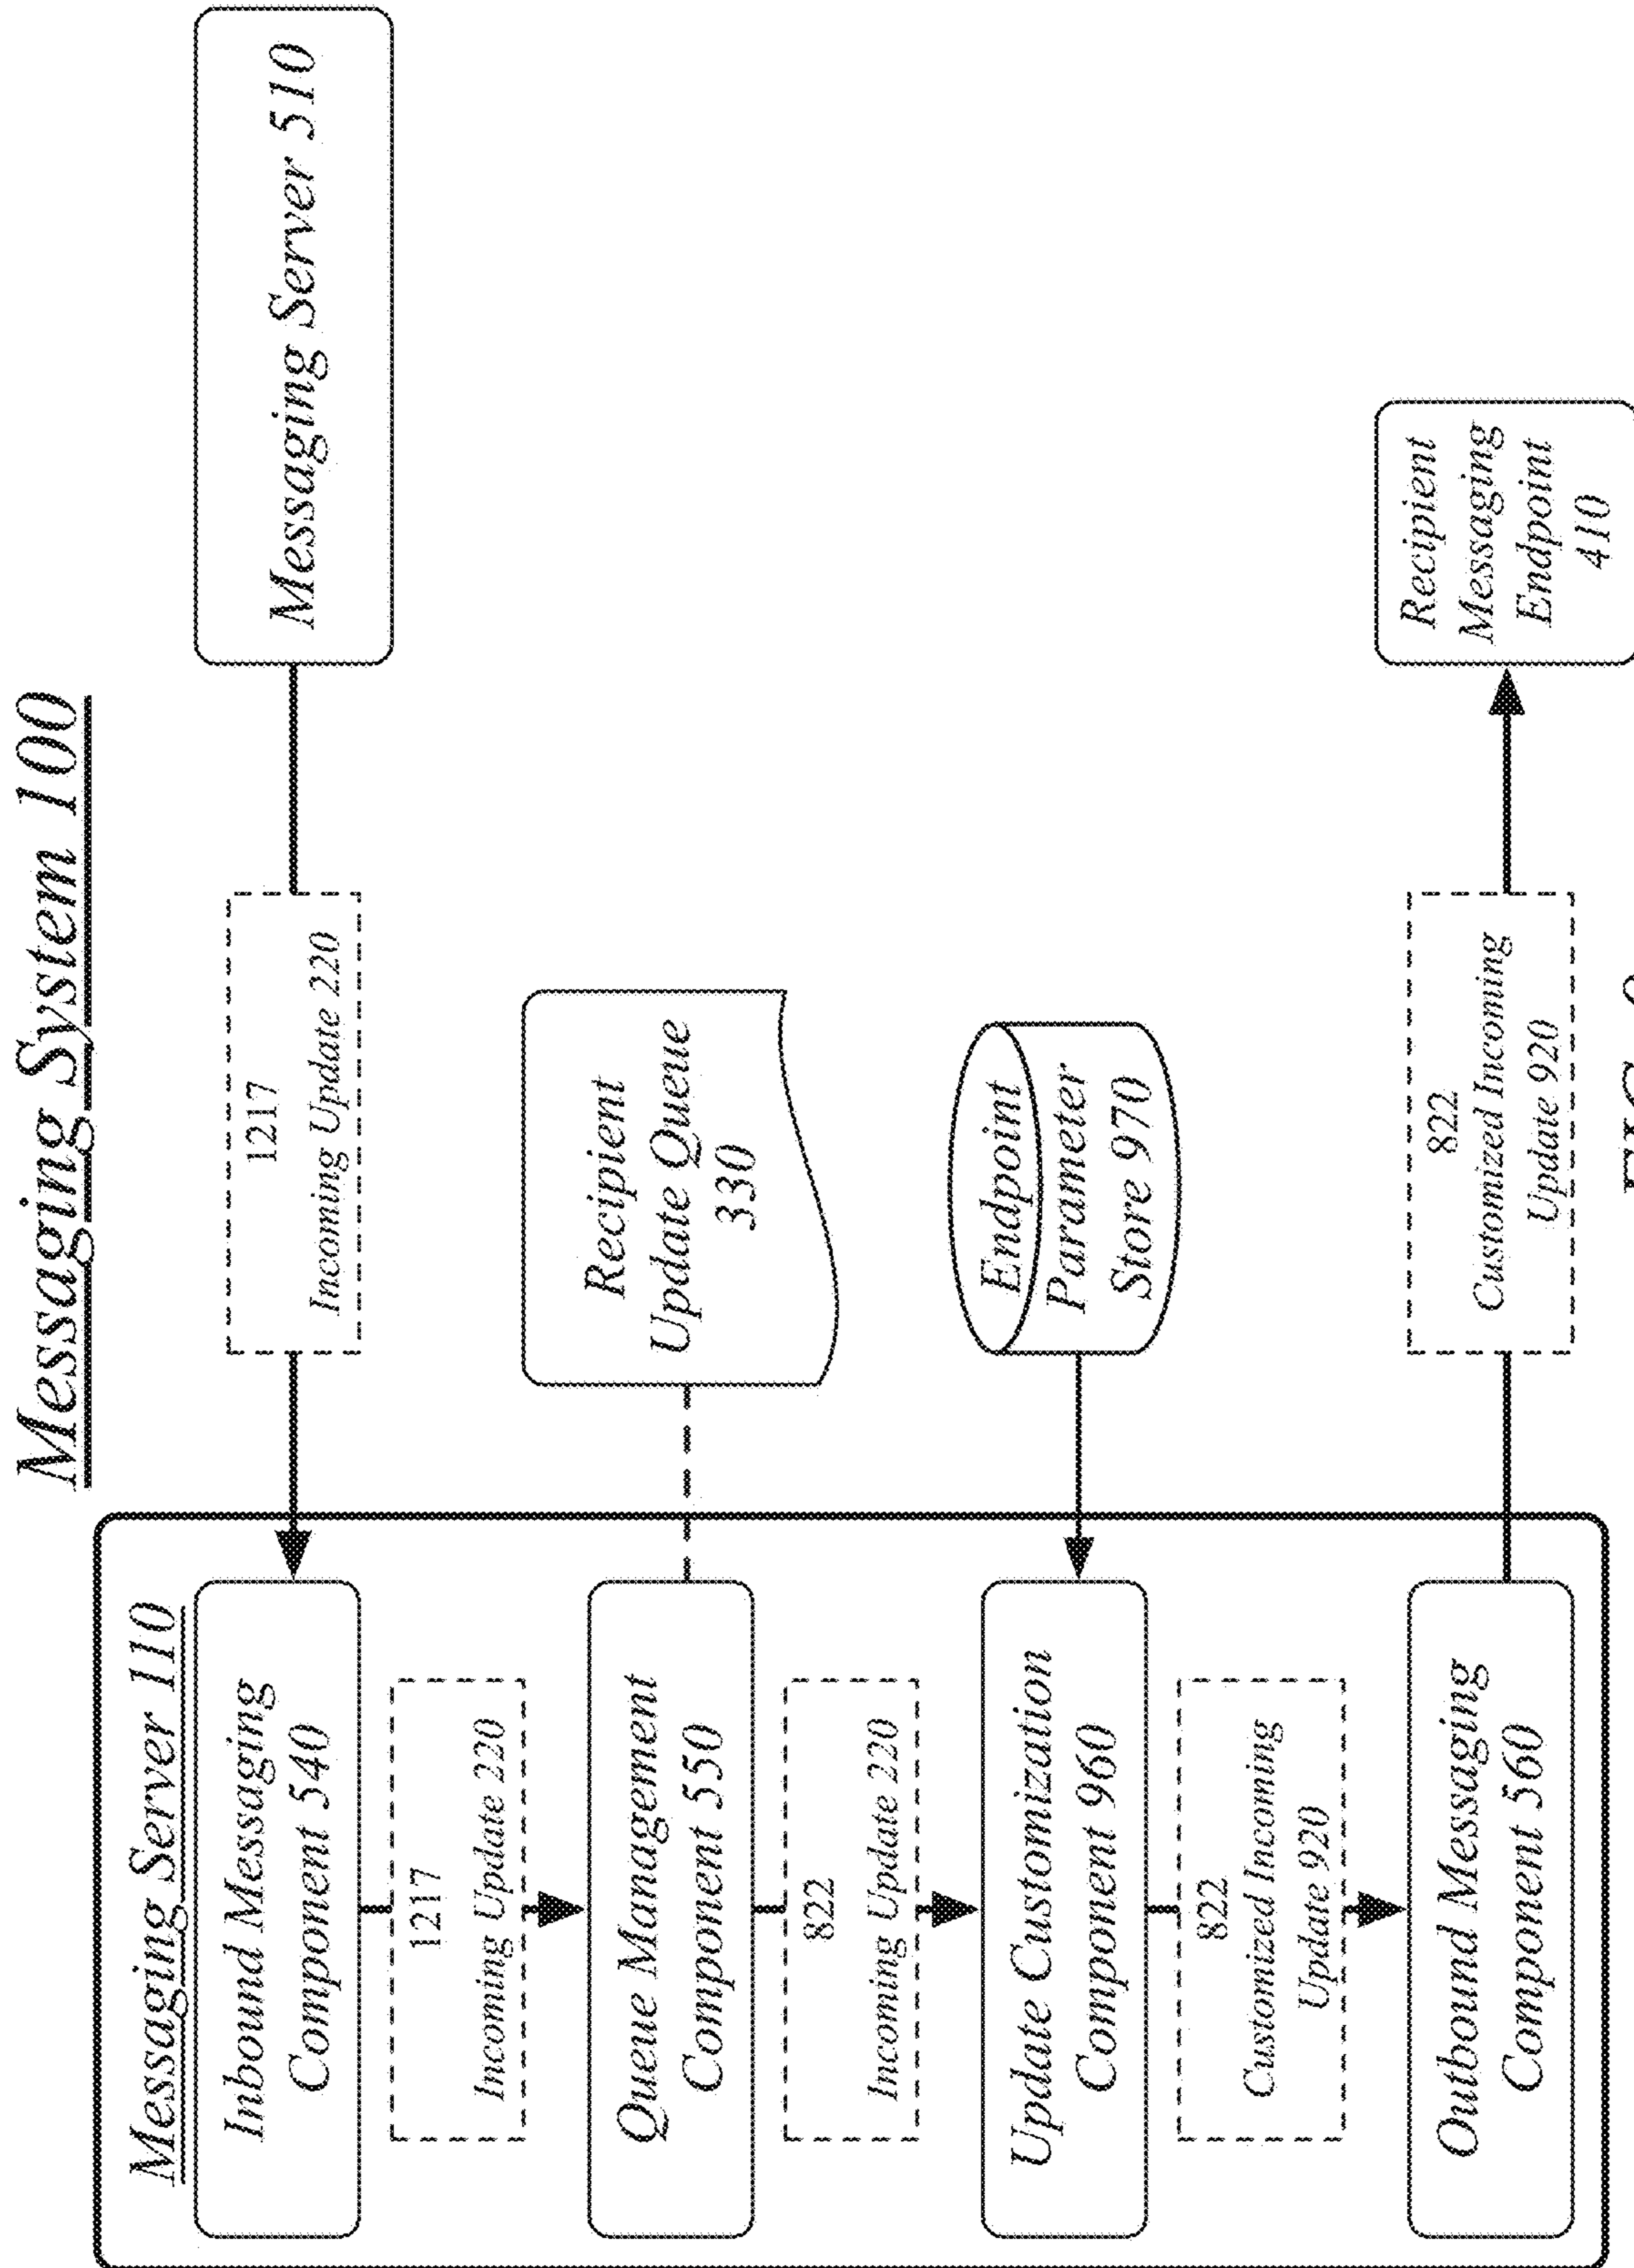 Messaging System 100
Messaging Server 110
Inbound Messaging
Component 540
1217
Incoming Update 220
Messaging Server 510
1217
Incoming Update 220
Queue Management
Component 550
Recipient
Update Queue
330
822
Incoming Update 220
Update Customization
Component 960
Endpoint
Parameter
Store 970
822
Customized Incoming
Update 920
Outbound Messaging
Component 560
822
Customized Incoming
Update 920
Recipient
Messaging
Endpoint
410